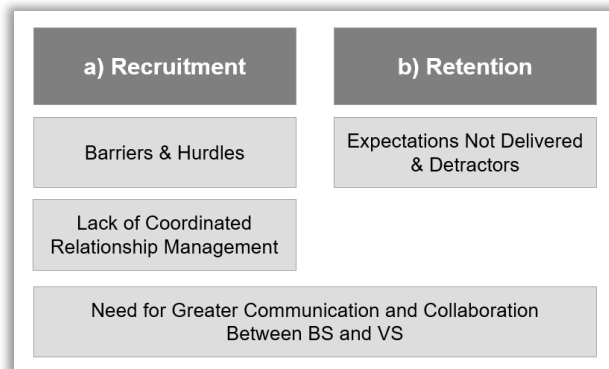 a) Recruitment
b) Retention
Barriers & Hurdles
Expectations Not Delivered
& Detractors
Lack of Coordinated
Relationship Management
Need for Greater Communication and Collaboration
Between BS and VS